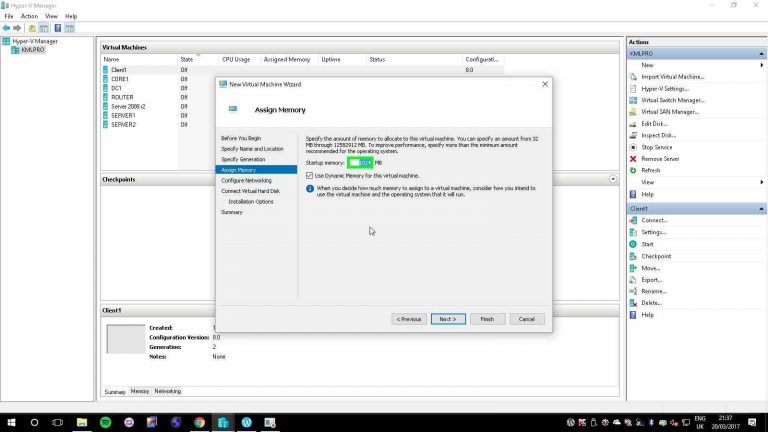 Hyper-V Manager
File Action View Help
Hyper-V Manager
KMLPRO
Virtual Machines
Name State CPU Usage Assigned Memory Uptime Status Configurati...
Client1 Off 8.0
CORE1 Off
DC1 Off
ROUTER Off
Server 2008 r2 Off
SERVER1 Off
SERVER2 Off
Checkpoints
Client1
Created:
Configuration Version: 8.0
Generation: 2
Notes: None
Summary Memory Networking
New Virtual Machine Wizard
Assign Memory
Before You Begin
Specify Name and Location
Specify Generation
Assign Memory
Configure Networking
Connect Virtual Hard Disk
Installation Options
Summary
Specify the amount of memory to allocate to this virtual machine. You can specify an amount from 32
MB through 12582912 MB. To improve performance, specify more than the minimum amount
recommended for the operating system.
Startup memory: 1024 MB
Use Dynamic Memory for this virtual machine.
When you decide how much memory to assign to a virtual machine, consider how you intend to
use the virtual machine and the operating system that it will run.
< Previous Next > Finish Cancel
Actions
KMLPRO
New
Import Virtual Machine...
Hyper-V Settings...
Virtual Switch Manager...
Virtual SAN Manager...
Edit Disk...
Inspect Disk...
Stop Service
Remove Server
Refresh
View
Help
Client1
Connect...
Settings...
Start
Checkpoint
Move...
Export...
Rename...
Delete...
Help
ENG 21:37
UK 20/03/2017